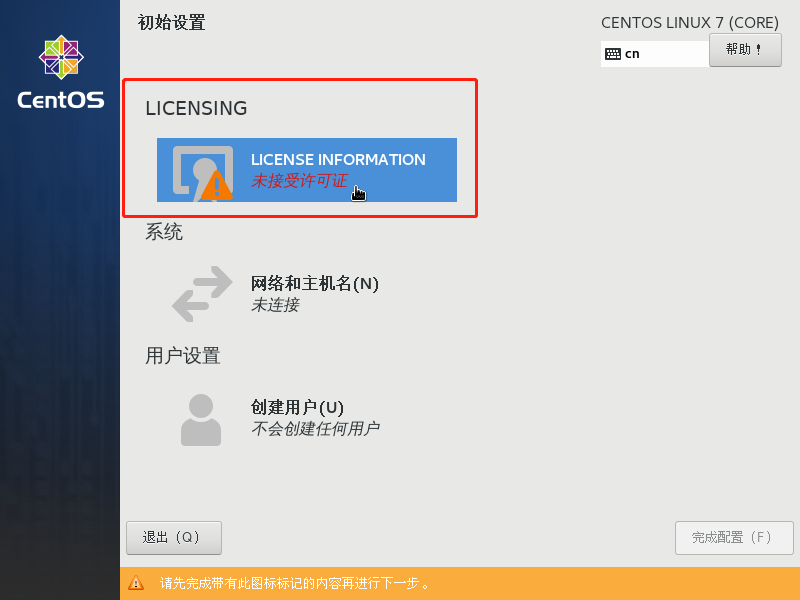 初始设置
CENTOS LINUX 7 (CORE)
cn
帮助！
CentOS
LICENSING
LICENSE INFORMATION
未接受许可证
系统
网络和主机名(N)
未连接
用户设置
创建用户(U)
不会创建任何用户
退出（Q）
完成配置（F）
请先完成带有此图标标记的内容再进行下一步。